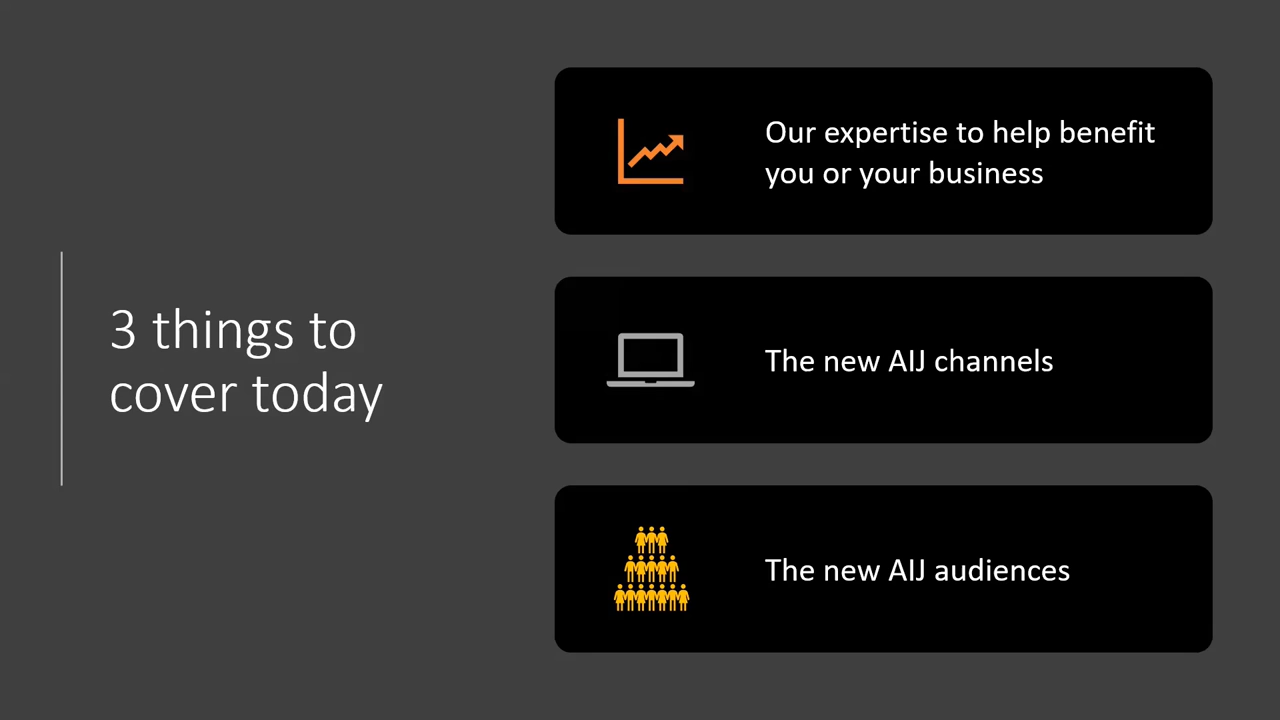 3 things to
cover today
Our expertise to help benefit
you or your business
The new AIJ channels
The new AIJ audiences